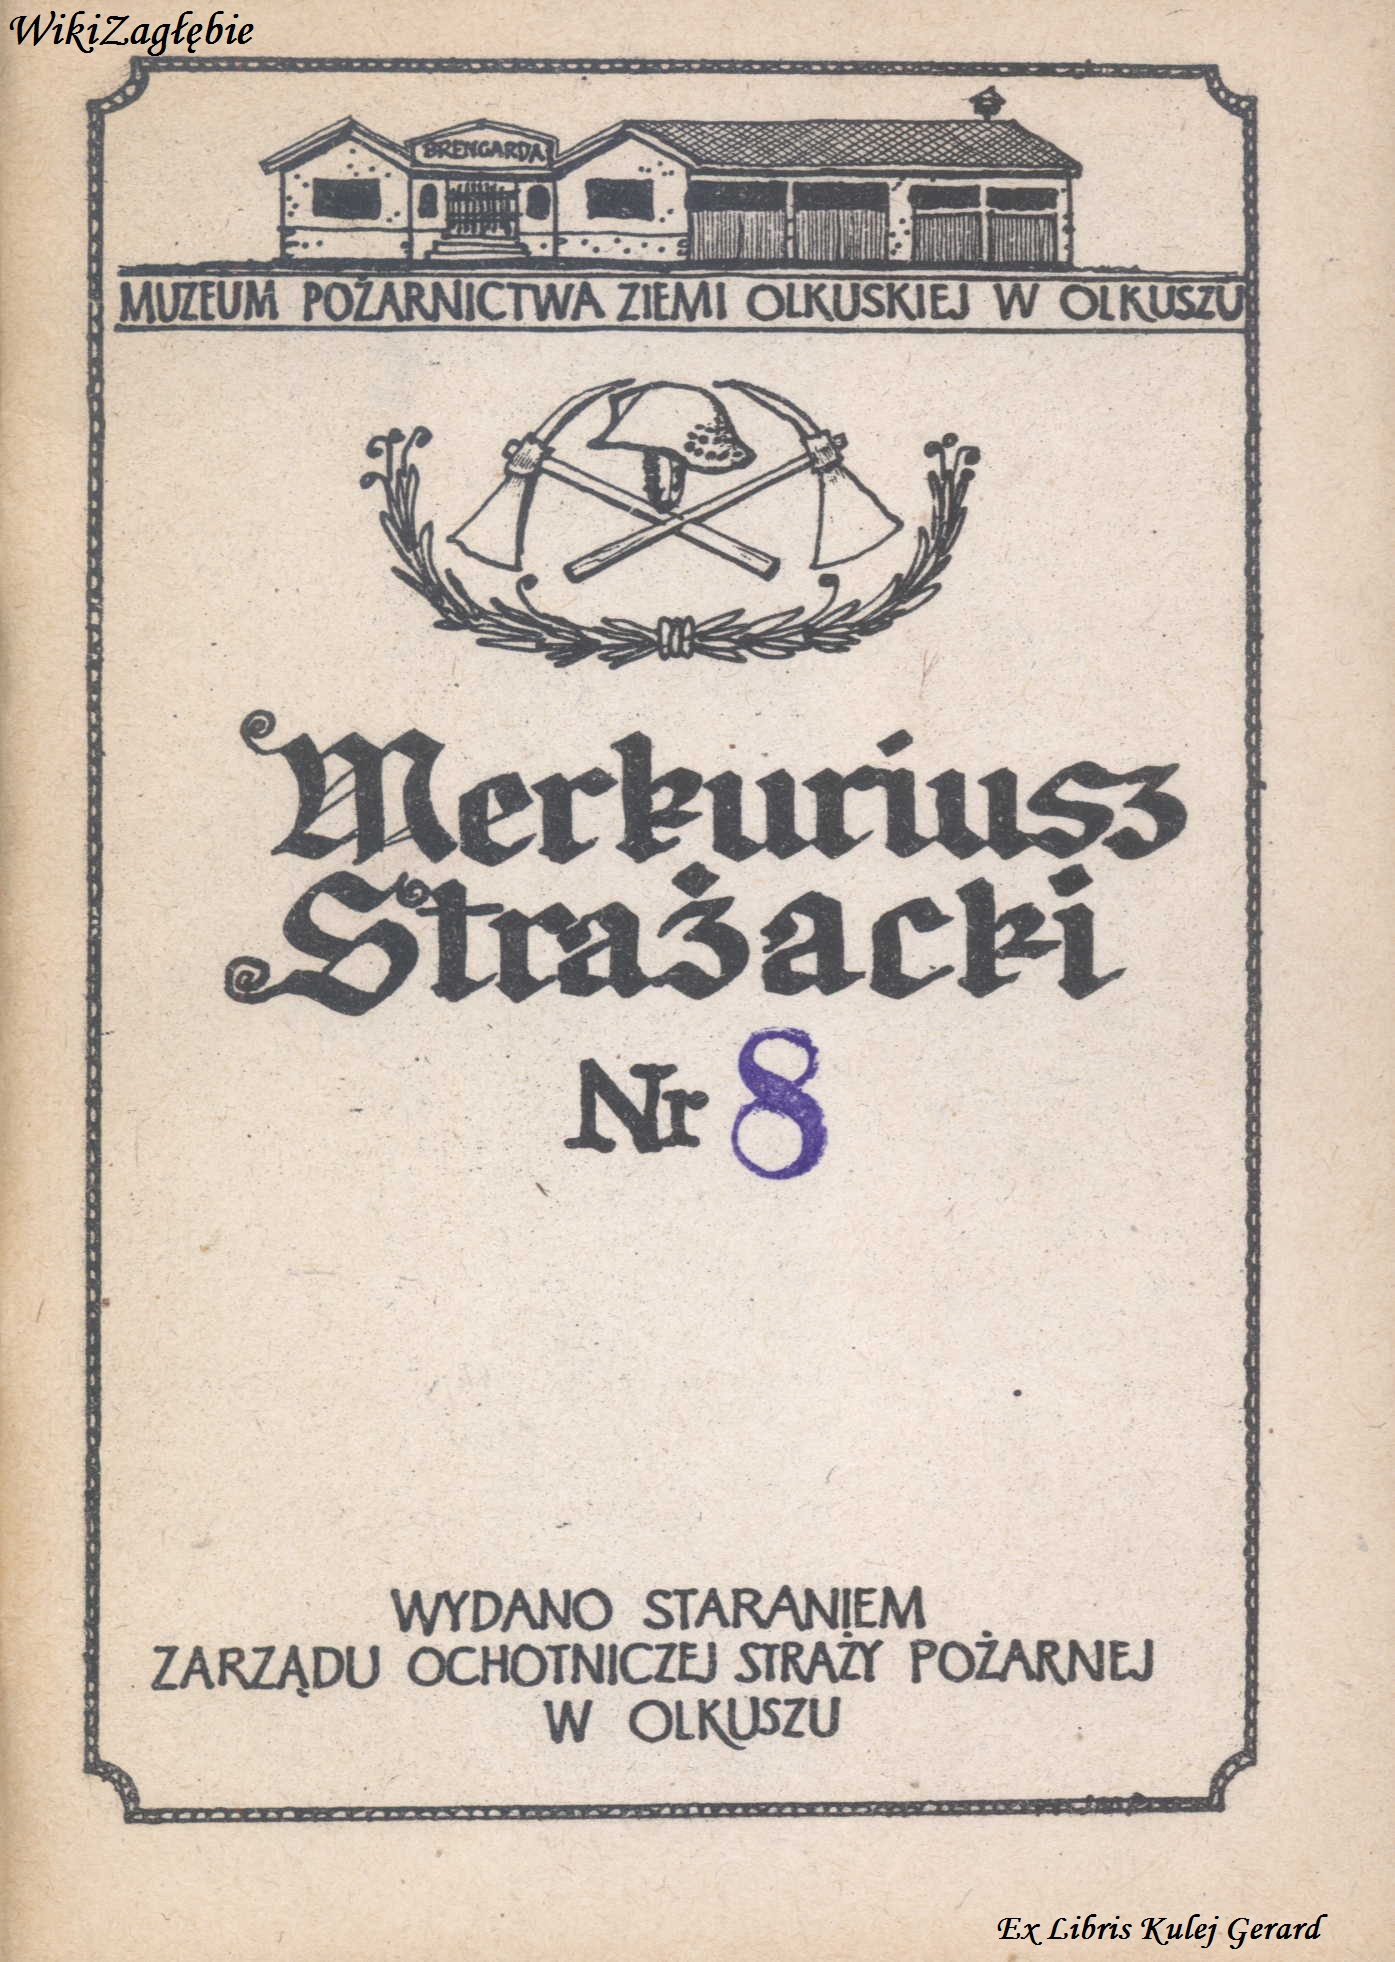 WikiZagłębie
BRENGARDA
MUZEUM POŻARNICTWA ZIEMI OLKUSKIEJ W OLKUSZU
Merkuriusz
Strażacki
Nr 8
WYDANO STARANIEM
ZARZĄDU OCHOTNICZEJ STRAŻY POŻARNEJ
W OLKUSZU
Ex Libris Kulej Gerard